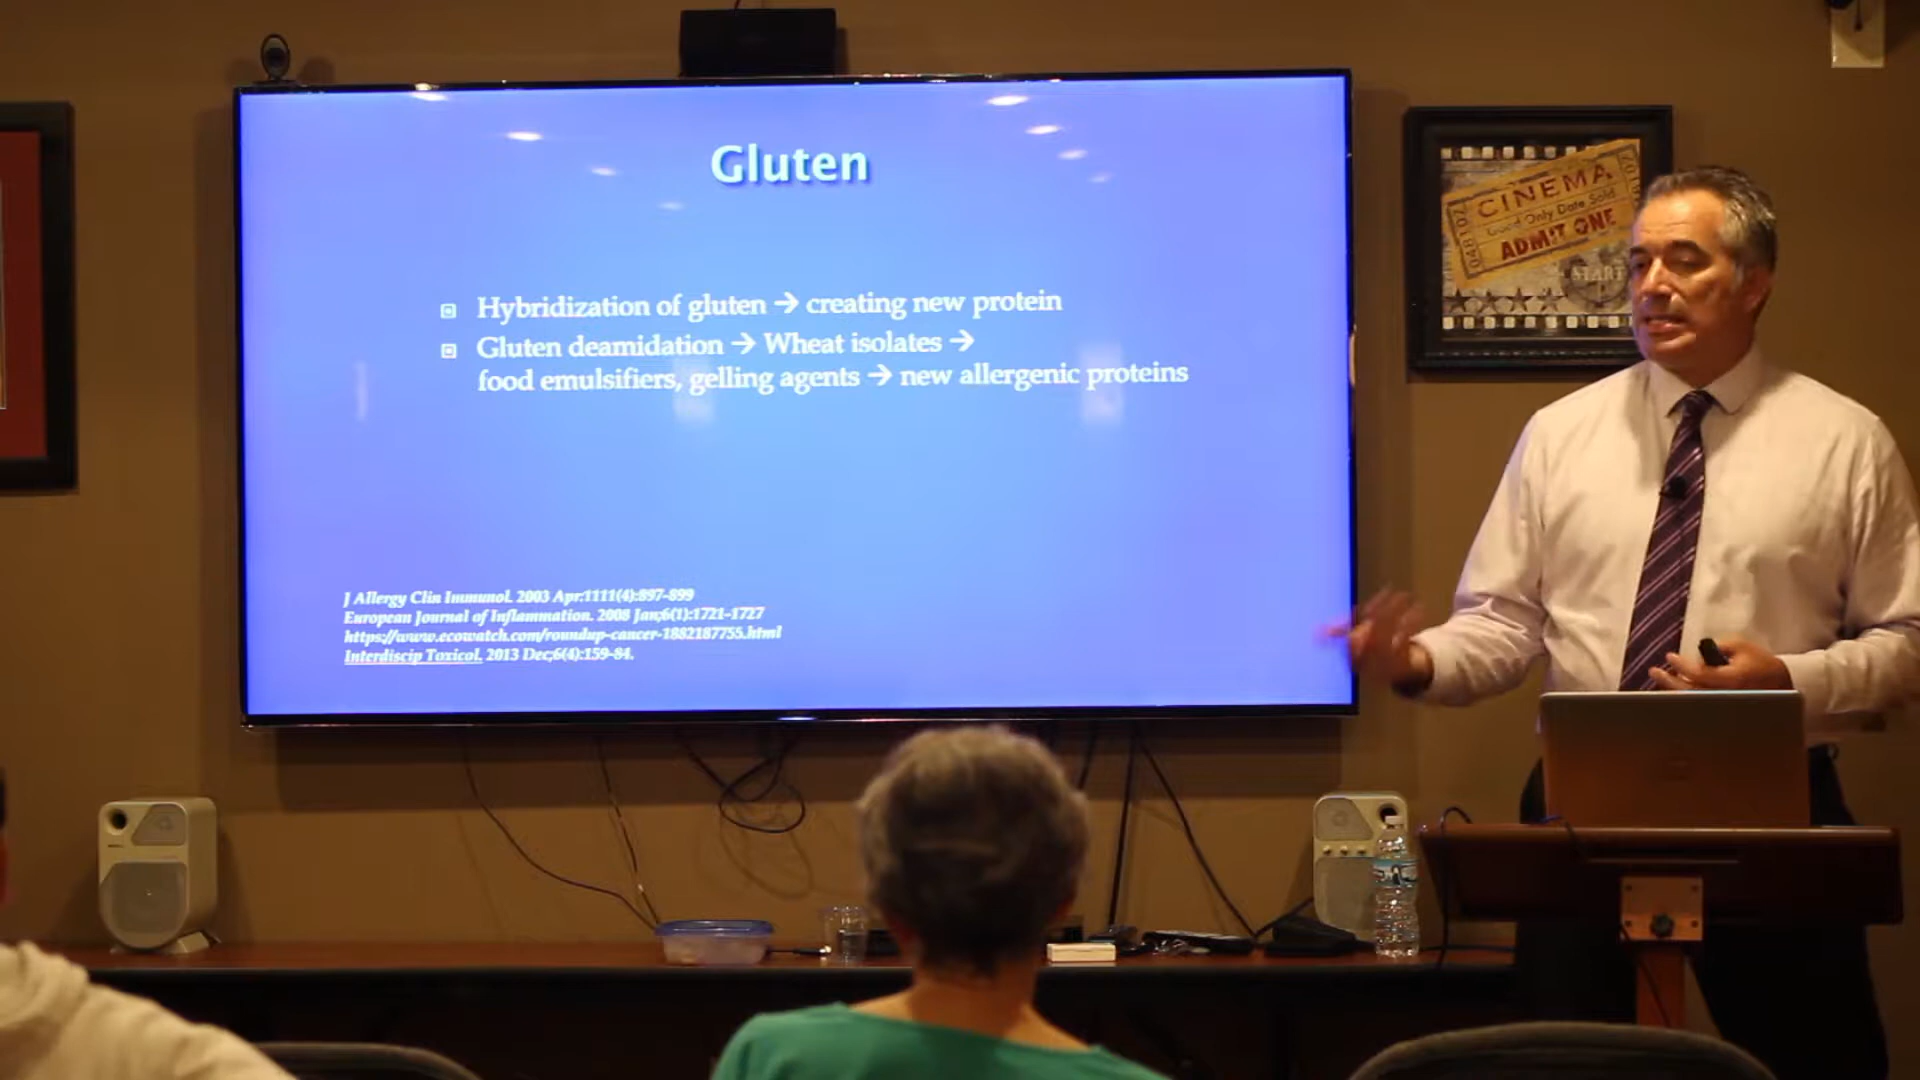 Gluten
Hybridization of gluten → creating new protein
Gluten deamidation → Wheat isolates →
food emulsifiers, gelling agents → new allergenic proteins
J Allergy Clin Immunol. 2003 Apr:1111(4):897-899
European Journal of Inflammation. 2008 Jan;6(1):1721-1727
https://www.ecowatch.com/roundup-cancer-1882187755.html
Interdiscip Toxicol. 2013 Dec;6(4):159-84.
CINEMA
Good Only Date Sold
ADMIT ONE
START